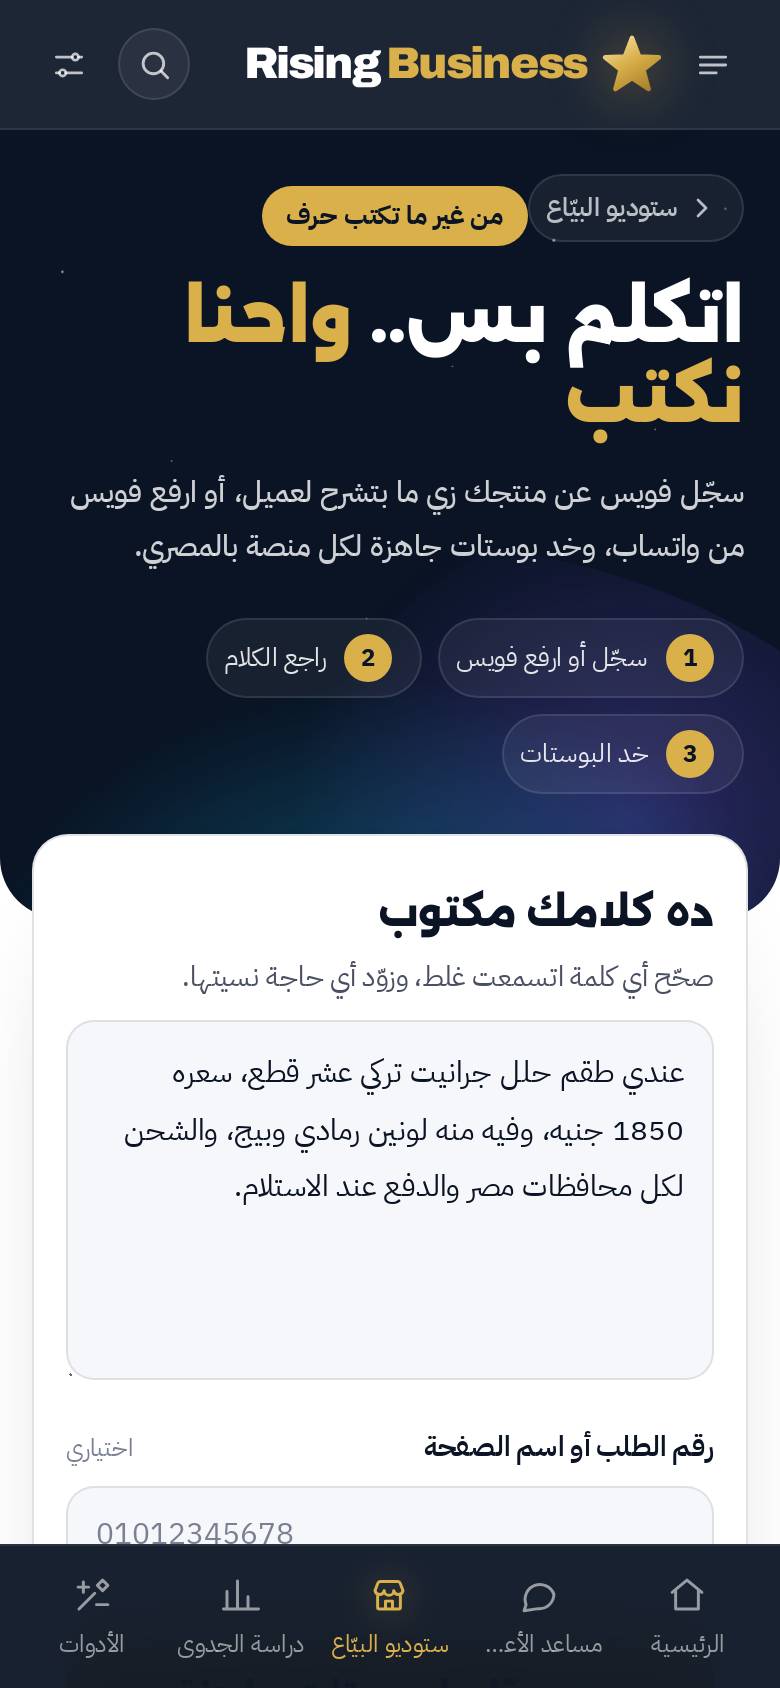 Rising Business
ستوديو البيّاع
من غير ما تكتب حرف
اتكلم بس.. واحنا
نكتب
سجّل فويس عن منتجك زي ما بتشرح لعميل، أو ارفع فويس
من واتساب، وخد بوستات جاهزة لكل منصة بالمصري.
1 سجّل أو ارفع فويس
2 راجع الكلام
3 خد البوستات
ده كلامك مكتوب
صحّح أي كلمة اتسمعت غلط، وزوّد أي حاجة نسيتها.
عندي طقم حلل جرانيت تركي عشر قطع، سعره
1850 جنيه، وفيه منه لونين رمادي وبيج، والشحن
لكل محافظات مصر والدفع عند الاستلام.
رقم الطلب أو اسم الصفحة
اختياري
01012345678
الرئيسية
مساعد الأع...
ستوديو البيّاع
دراسة الجدوى
الأدوات